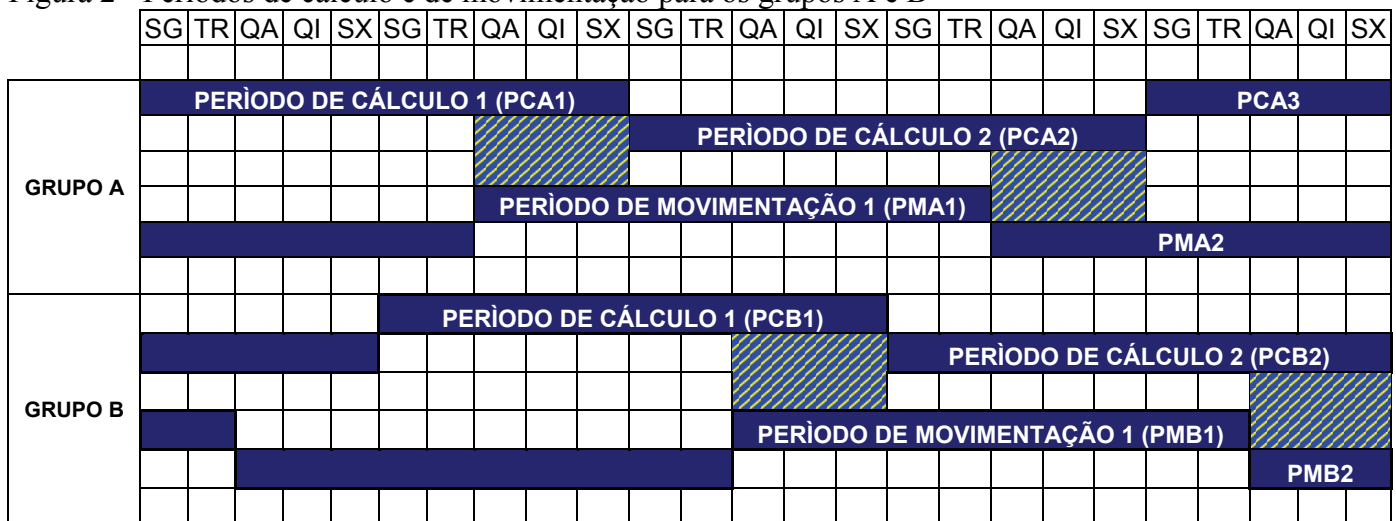 Figura 2 - Períodos de cálculo e de movimentação para os grupos A e B
SG TR QA QI SX SG TR QA QI SX SG TR QA QI SX SG TR QA QI SX SG TR QA QI SX
PERÌODO DE CÁLCULO 1 (PCA1) PCA3
PERÌODO DE CÁLCULO 2 (PCA2)
GRUPO A
PERÌODO DE MOVIMENTAÇÃO 1 (PMA1)
PMA2
PERÌODO DE CÁLCULO 1 (PCB1)
PERÌODO DE CÁLCULO 2 (PCB2)
GRUPO B
PERÌODO DE MOVIMENTAÇÃO 1 (PMB1)
PMB2